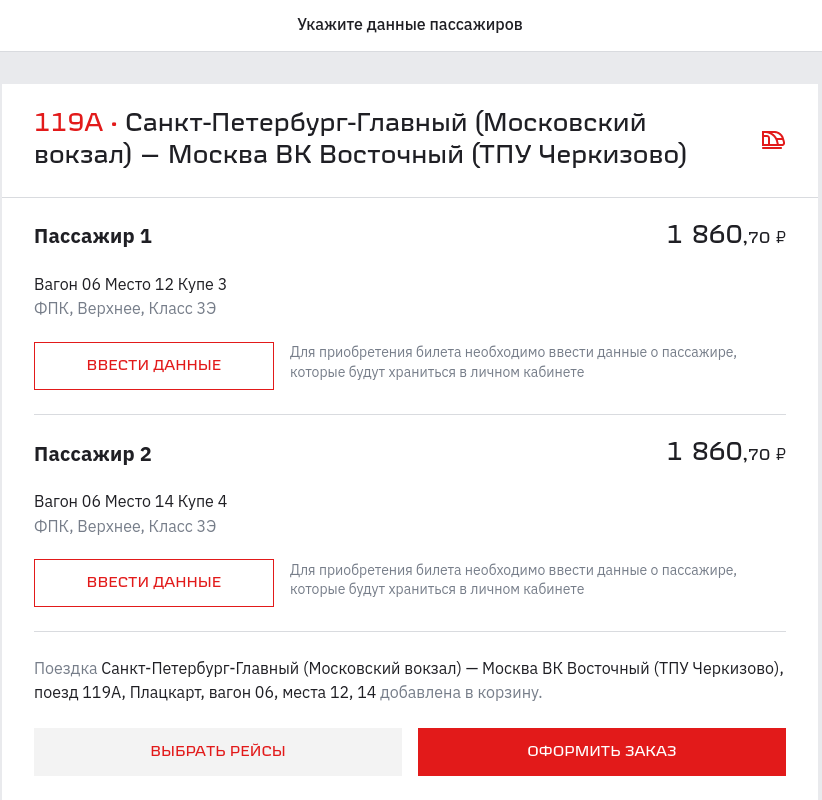 Укажите данные пассажиров
119А · Санкт-Петербург-Главный (Московский
вокзал) — Москва ВК Восточный (ТПУ Черкизово)
Пассажир 1
1 860,70 ₽
Вагон 06 Место 12 Купе 3
ФПК, Верхнее, Класс 3Э
ВВЕСТИ ДАННЫЕ
Для приобретения билета необходимо ввести данные о пассажире,
которые будут храниться в личном кабинете
Пассажир 2
1 860,70 ₽
Вагон 06 Место 14 Купе 4
ФПК, Верхнее, Класс 3Э
ВВЕСТИ ДАННЫЕ
Для приобретения билета необходимо ввести данные о пассажире,
которые будут храниться в личном кабинете
Поездка Санкт-Петербург-Главный (Московский вокзал) — Москва ВК Восточный (ТПУ Черкизово),
поезд 119А, Плацкарт, вагон 06, места 12, 14 добавлена в корзину.
ВЫБРАТЬ РЕЙСЫ
ОФОРМИТЬ ЗАКАЗ